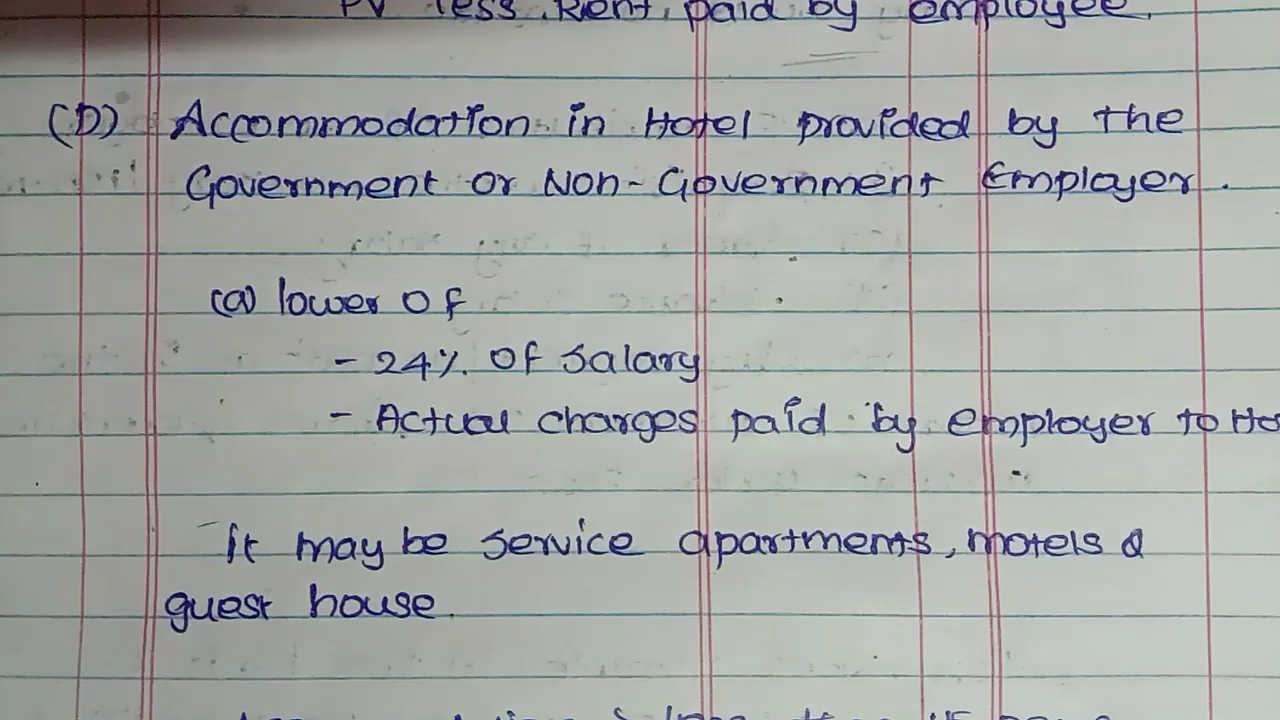 PV less Rent paid by employee.
(D) Accommodation in Hotel provided by the
Government or Non-Government Employer.
(a) lower of
- 24% of salary
- Actual charges paid by employer to Ho
It may be service apartments, motels &
guest house.